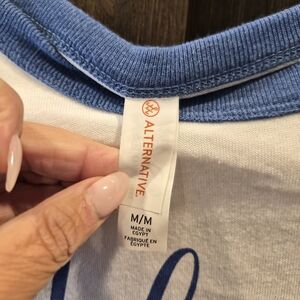 ALTERNATIVE
M/M
MADE IN
EGYPT
FABRIQUÉ EN
ÉGYPTE